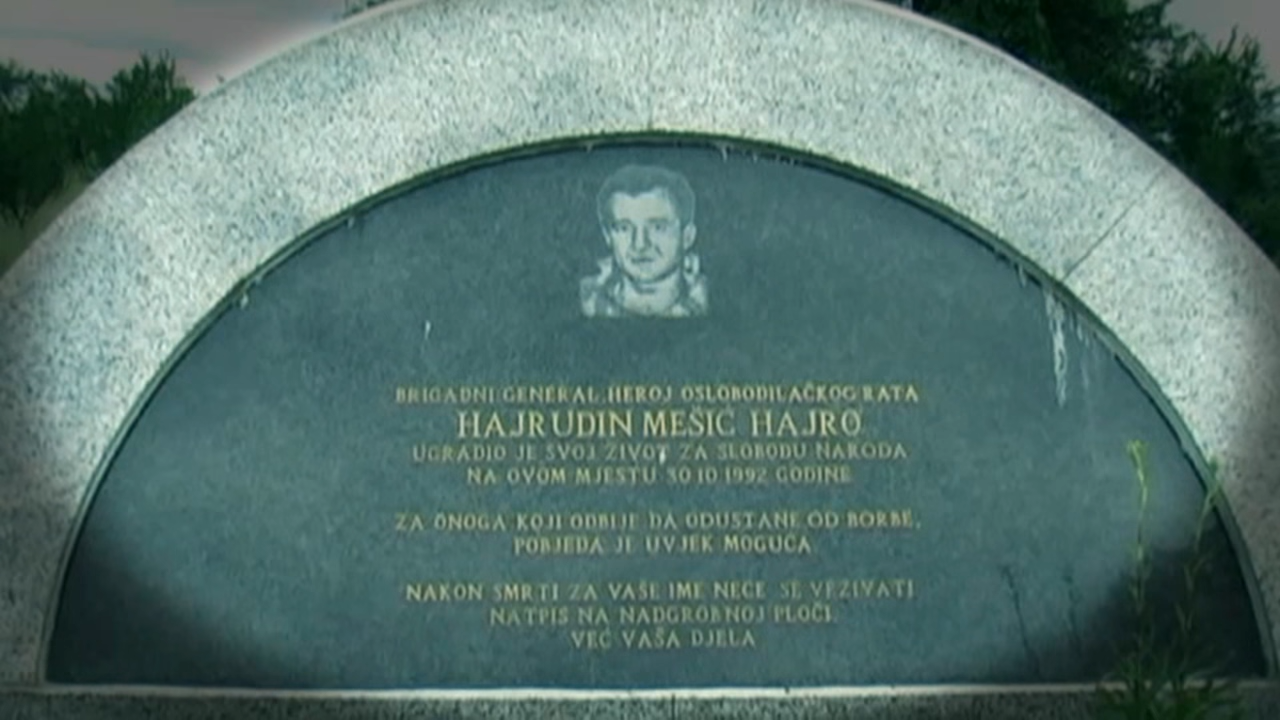 BRIGADNI GENERAL, HEROJ OSLOBODILAČKOG RATA
HAJRUDIN MEŠIĆ HAJRO
UGRADIO JE SVOJ ŽIVOT ZA SLOBODU NARODA
NA OVOM MJESTU 30 10 1992 GODINE
ZA ONOGA KOJI ODBIJE DA ODUSTANE OD BORBE,
POBJEDA JE UVJEK MOGUĆA
NAKON SMRTI ZA VAŠE IME NEĆE SE VEZIVATI
NATPIS NA NADGROBNOJ PLOČI.
VEĆ VAŠA DJELA